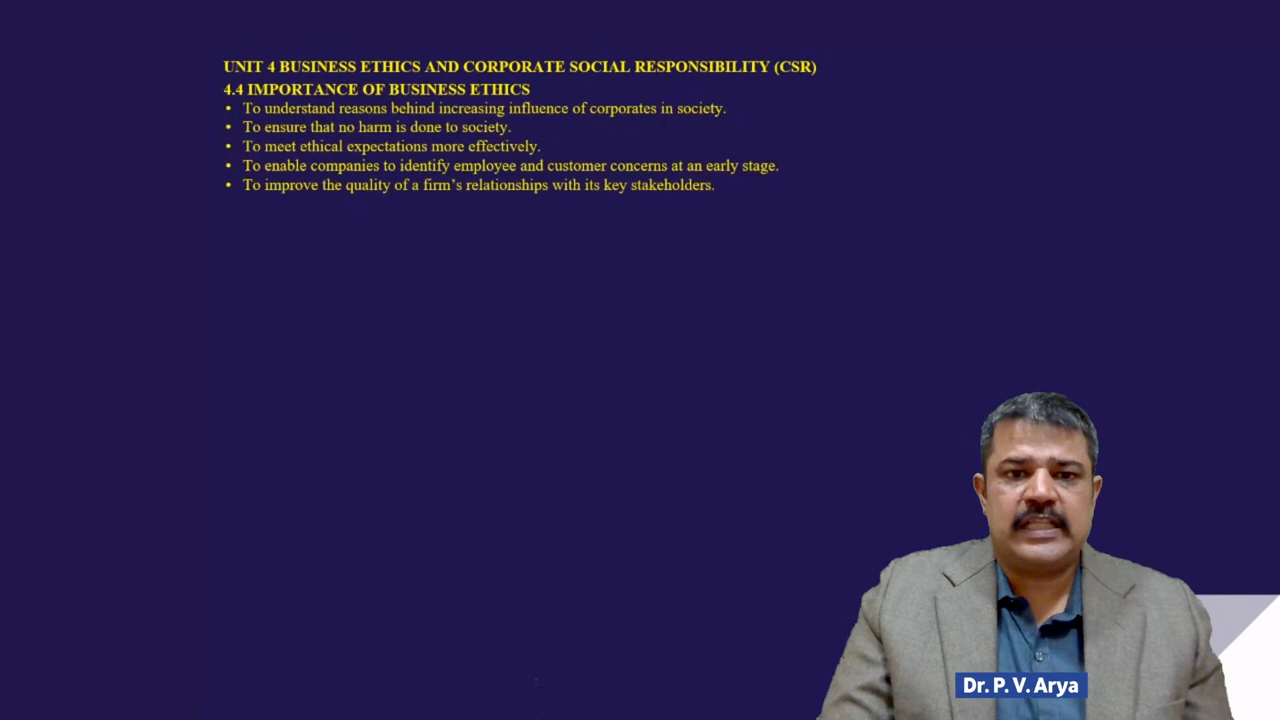 UNIT 4 BUSINESS ETHICS AND CORPORATE SOCIAL RESPONSIBILITY (CSR)
4.4 IMPORTANCE OF BUSINESS ETHICS
• To understand reasons behind increasing influence of corporates in society.
• To ensure that no harm is done to society.
• To meet ethical expectations more effectively.
• To enable companies to identify employee and customer concerns at an early stage.
• To improve the quality of a firm’s relationships with its key stakeholders.
Dr. P. V. Arya